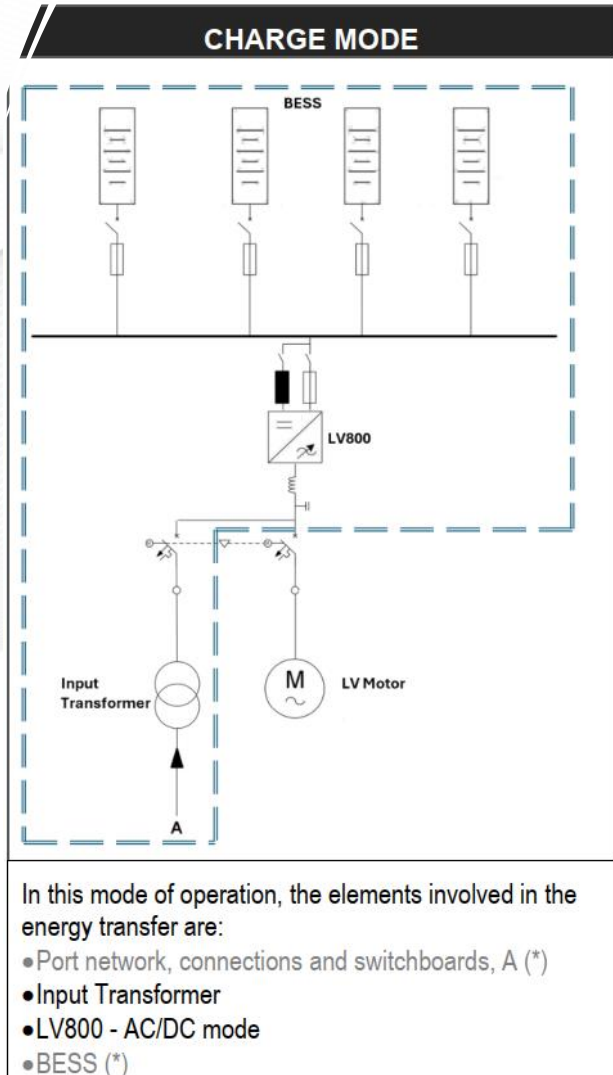 CHARGE MODE
BESS
LV800
Input
Transformer
M
LV Motor
A
In this mode of operation, the elements involved in the
energy transfer are:
●Port network, connections and switchboards, A (*)
●Input Transformer
●LV800 - AC/DC mode
●BESS (*)